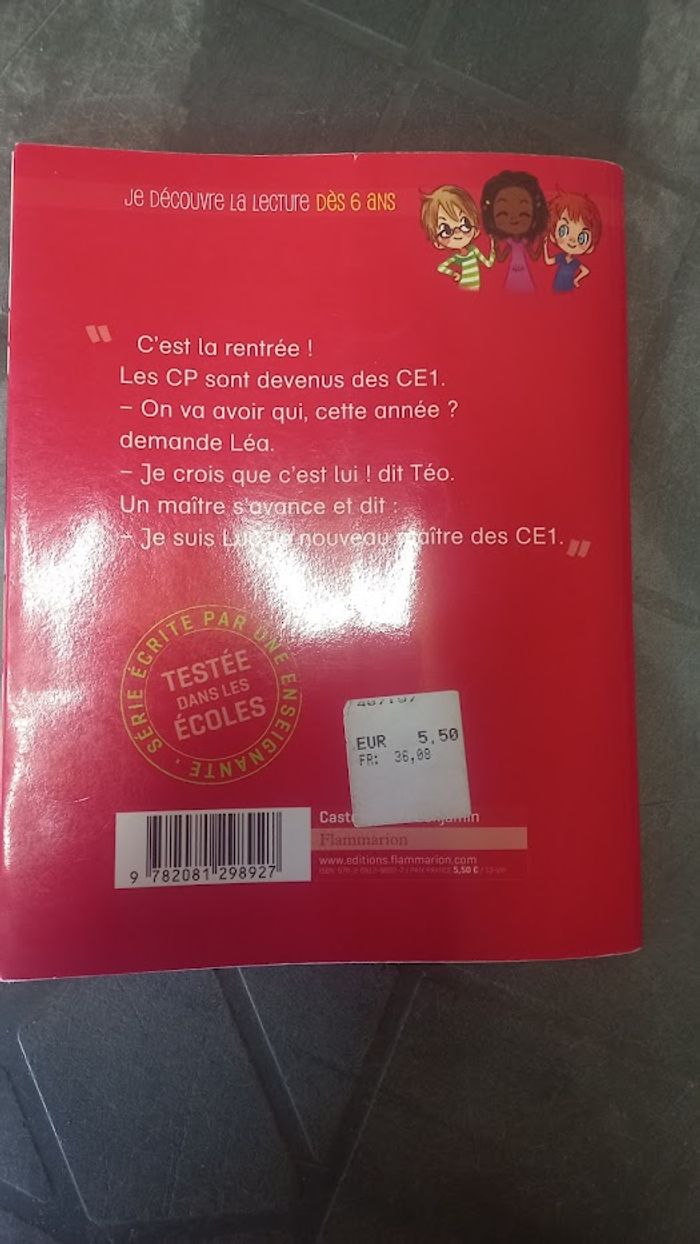 Je Découvre la lecture dès 6 ans
" C'est la rentrée !
Les CP sont devenus des CE1.
– On va avoir qui, cette année ?
demande Léa.
– Je crois que c'est lui ! dit Téo.
Un maître s'avance et dit :
– Je suis nouveau maître des CE1. "
SÉRIE ÉCRITE PAR UNE ENSEIGNANTE •
TESTÉE
DANS LES
ÉCOLES
EUR 5,50
FR: 36,08
Flammarion
www.editions.flammarion.com
5,50 €
9 782081 298927